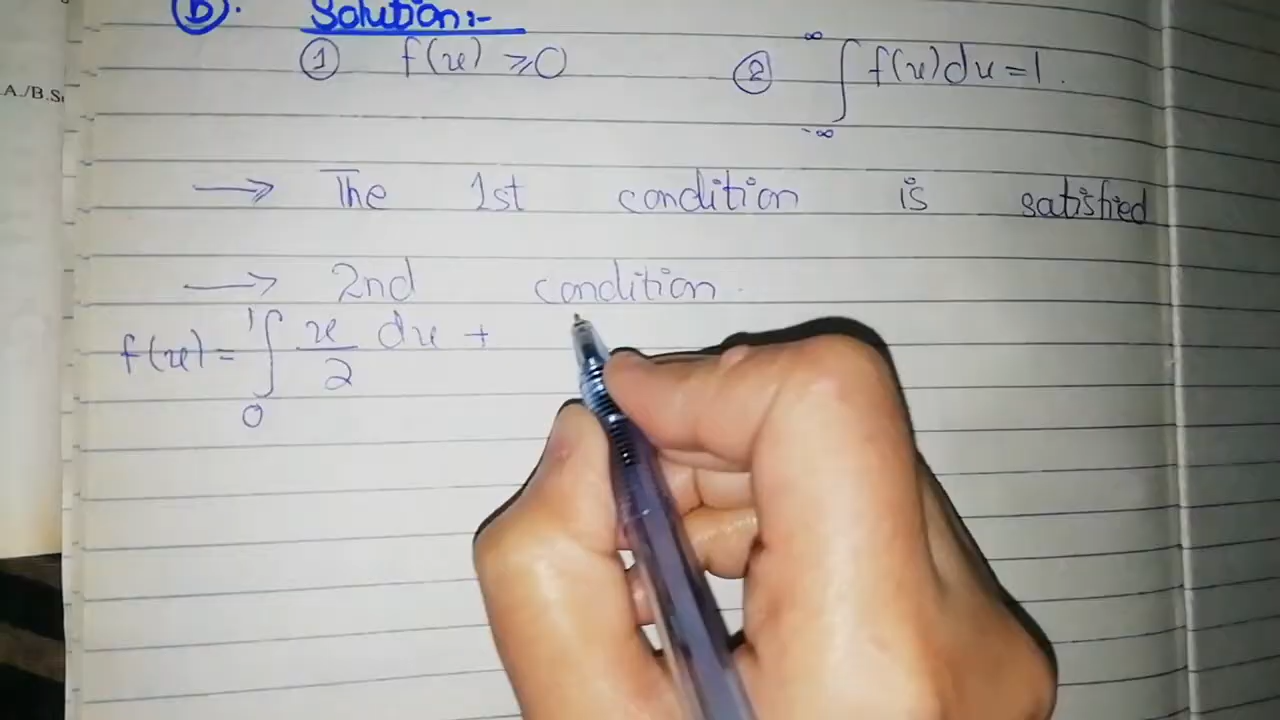 (b). Solution:-
① f(x) ≥0 ② ∫_{-∞}^{∞} f(x)dx=1.
A./B.S
→ The 1st condition is satisfied
→ 2nd condition.
f(x) = ∫_{0}^{1} x/2 dx +